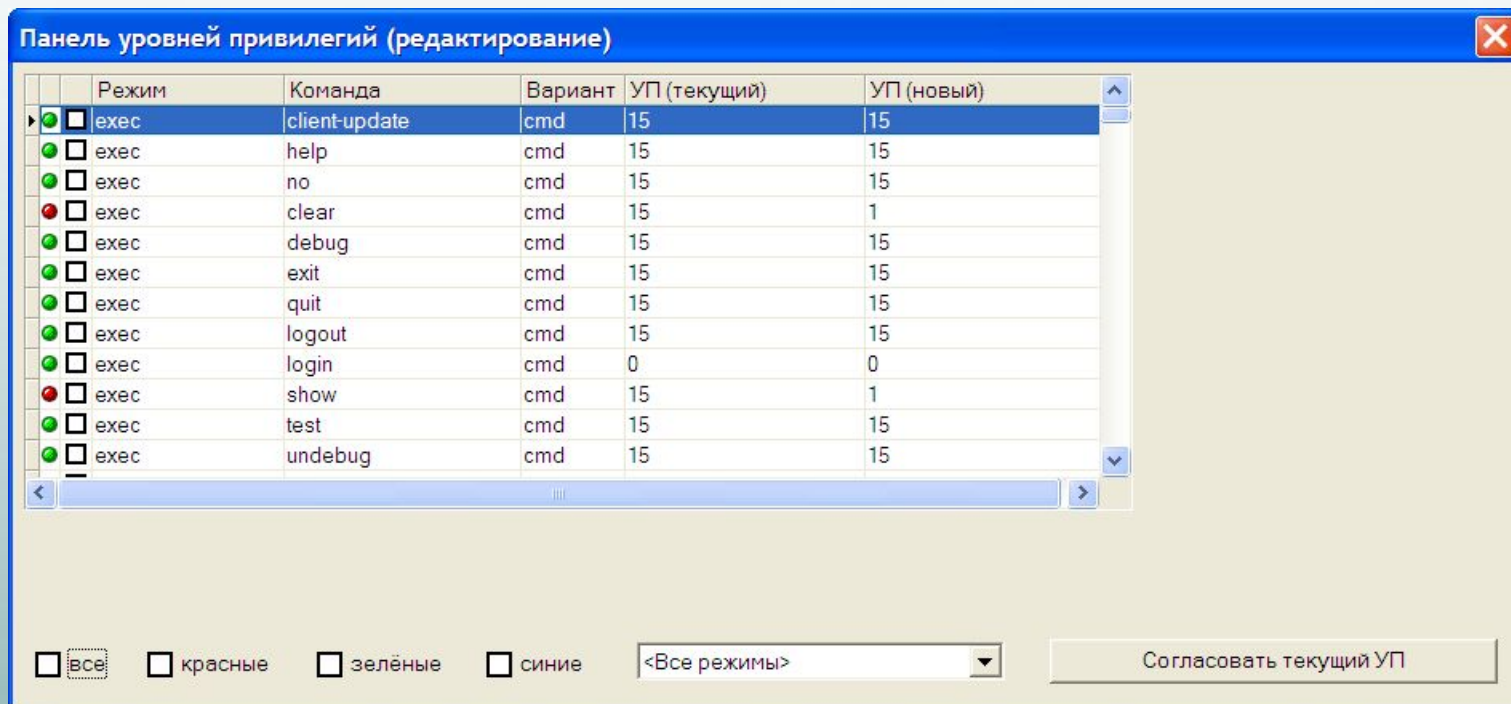 Панель уровней привилегий (редактирование)
Режим Команда Вариант УП (текущий) УП (новый)
exec client-update cmd 15 15
exec help cmd 15 15
exec no cmd 15 15
exec clear cmd 15 1
exec debug cmd 15 15
exec exit cmd 15 15
exec quit cmd 15 15
exec logout cmd 15 15
exec login cmd 0 0
exec show cmd 15 1
exec test cmd 15 15
exec undebug cmd 15 15
все красные зелёные синие <Все режимы> Согласовать текущий УП